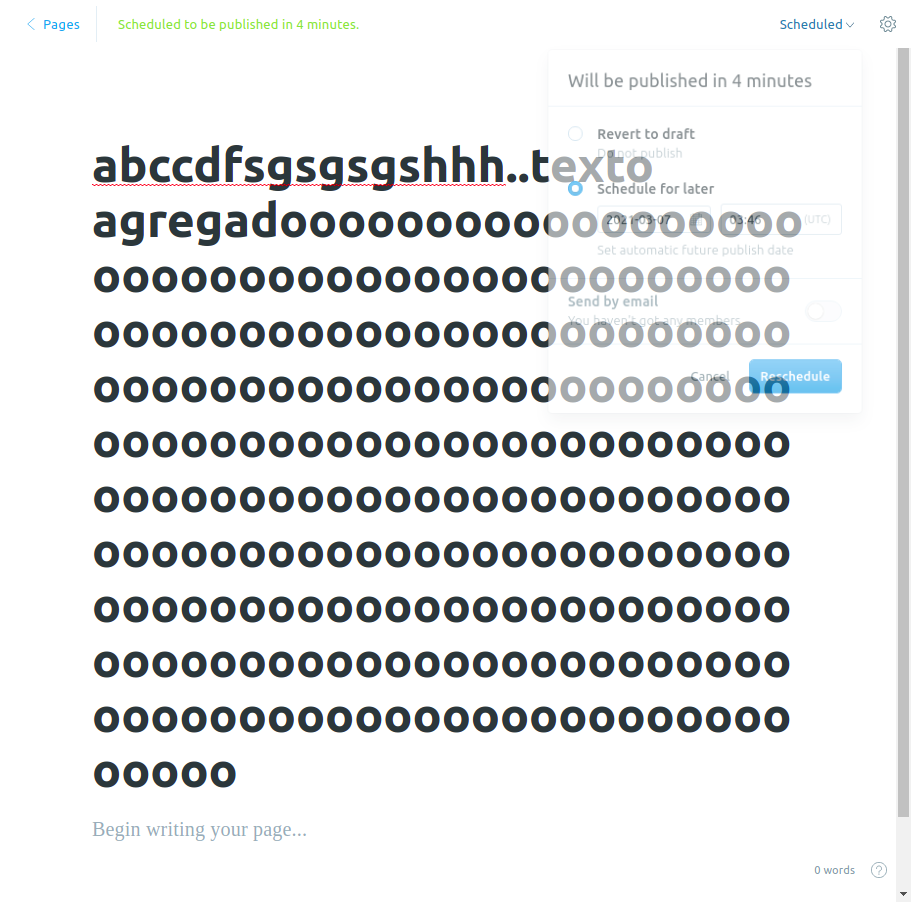 Pages
Scheduled to be published in 4 minutes.
Scheduled
Will be published in 4 minutes
Revert to draft
Do not publish
Schedule for later
2021-03-07
03:46
(UTC)
Set automatic future publish date
Send by email
You haven't got any members
Cancel
Reschedule
abccdfsgsgsgshhh..texto
agregadoooooooooooooooooo
oooooooooooooooooooooooo
oooooooooooooooooooooooo
oooooooooooooooooooooooo
oooooooooooooooooooooooo
oooooooooooooooooooooooo
oooooooooooooooooooooooo
oooooooooooooooooooooooo
oooooooooooooooooooooooo
oooooooooooooooooooooooo
ooooo
Begin writing your page...
0 words
?